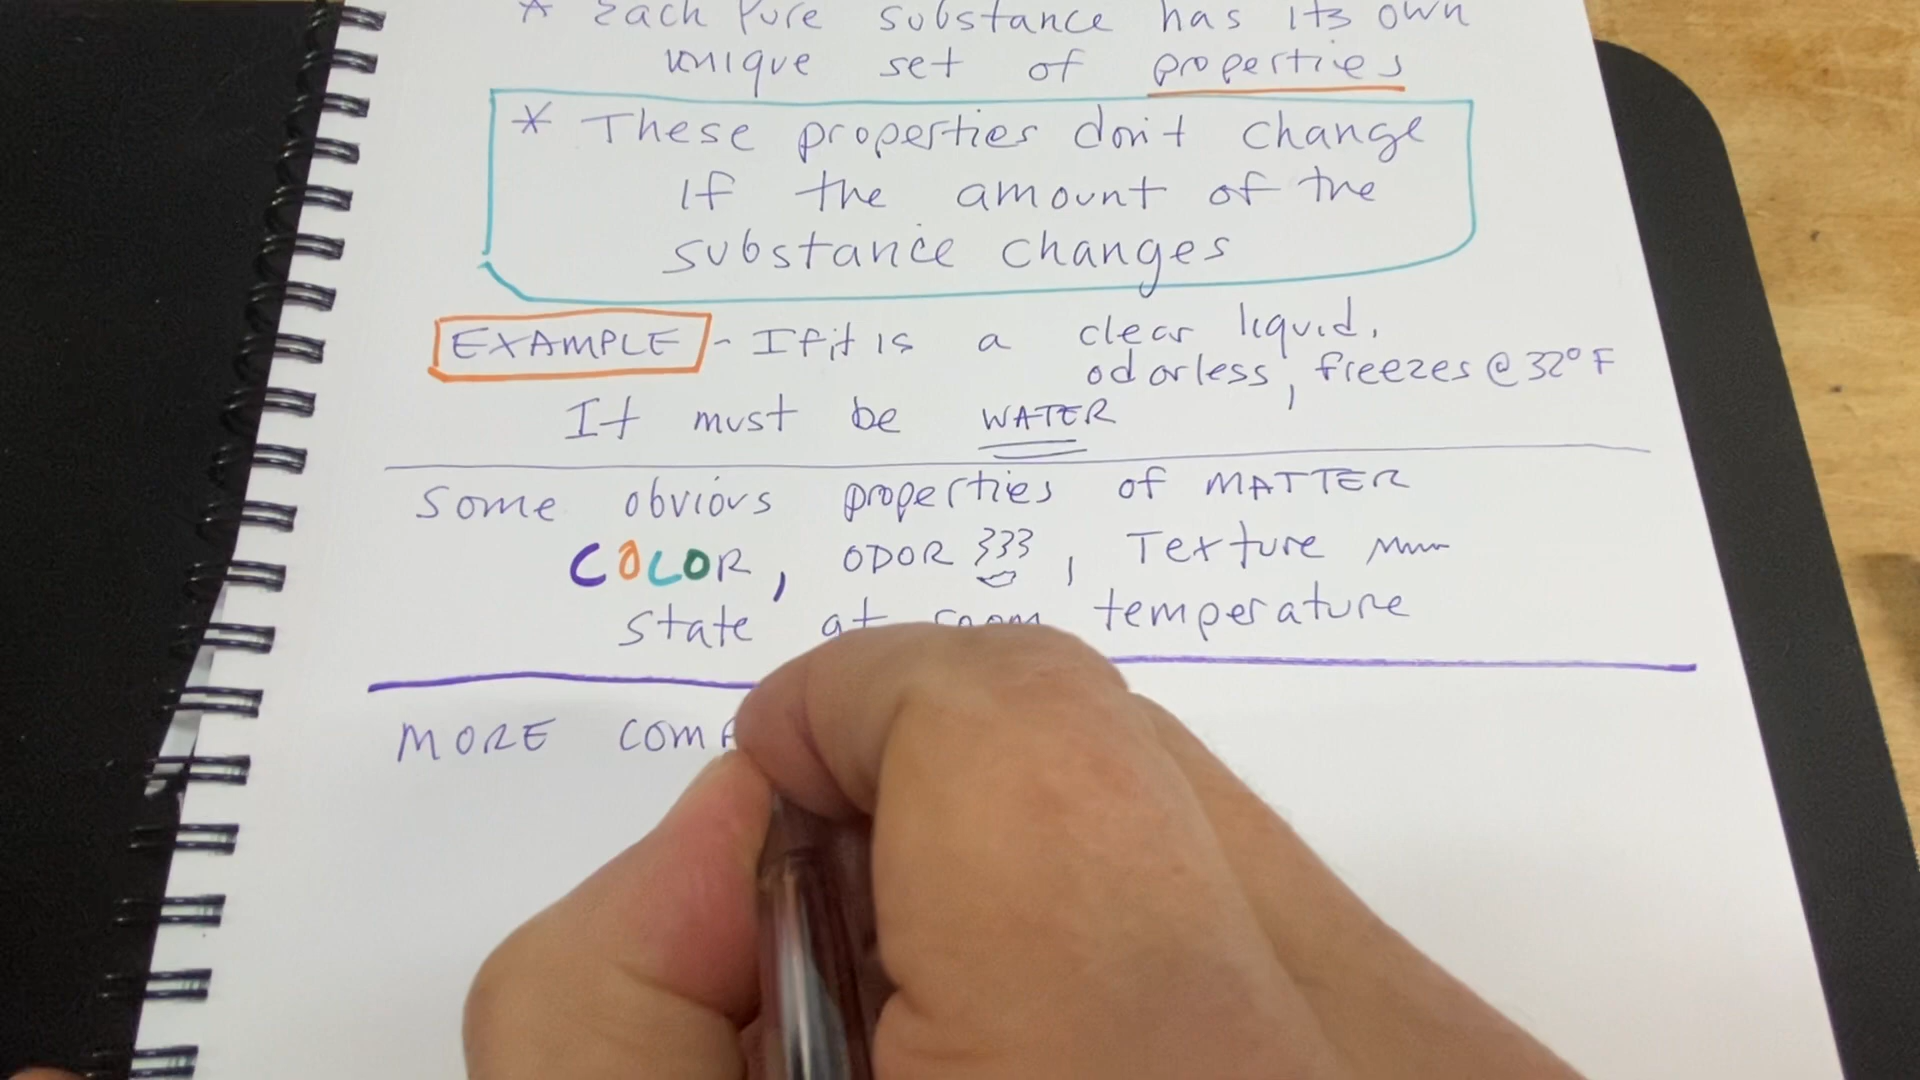 * Each Pure substance has its own
unique set of properties
* These properties don't change
if the amount of the
substance changes
EXAMPLE - If it is a clear liquid,
odorless, freezes @ 32° F
It must be WATER
Some obvious properties of MATTER
COLOR, ODOR, Texture
State at room temperature
MORE COMP